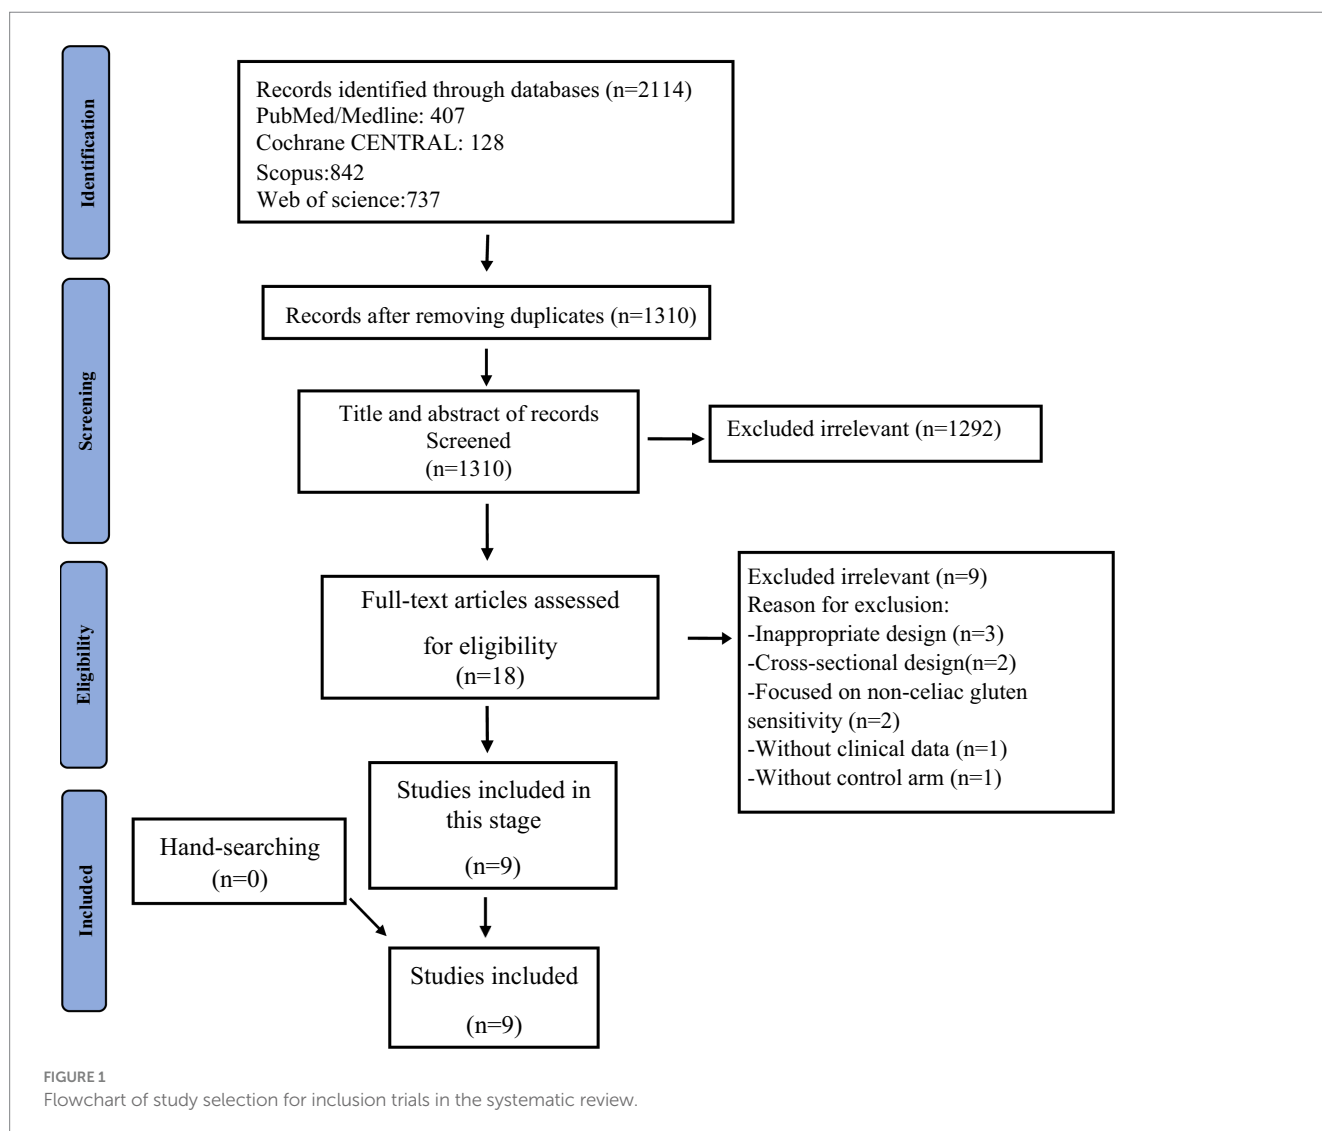 Identification
Records identified through databases (n=2114)
PubMed/Medline: 407
Cochrane CENTRAL: 128
Scopus:842
Web of science:737
Screening
Records after removing duplicates (n=1310)
Title and abstract of records
Screened
(n=1310)
Excluded irrelevant (n=1292)
Eligibility
Full-text articles assessed
for eligibility
(n=18)
Excluded irrelevant (n=9)
Reason for exclusion:
-Inappropriate design (n=3)
-Cross-sectional design(n=2)
-Focused on non-celiac gluten
sensitivity (n=2)
-Without clinical data (n=1)
-Without control arm (n=1)
Included
Studies included in
this stage
(n=9)
Hand-searching
(n=0)
Studies included
(n=9)
FIGURE 1
Flowchart of study selection for inclusion trials in the systematic review.